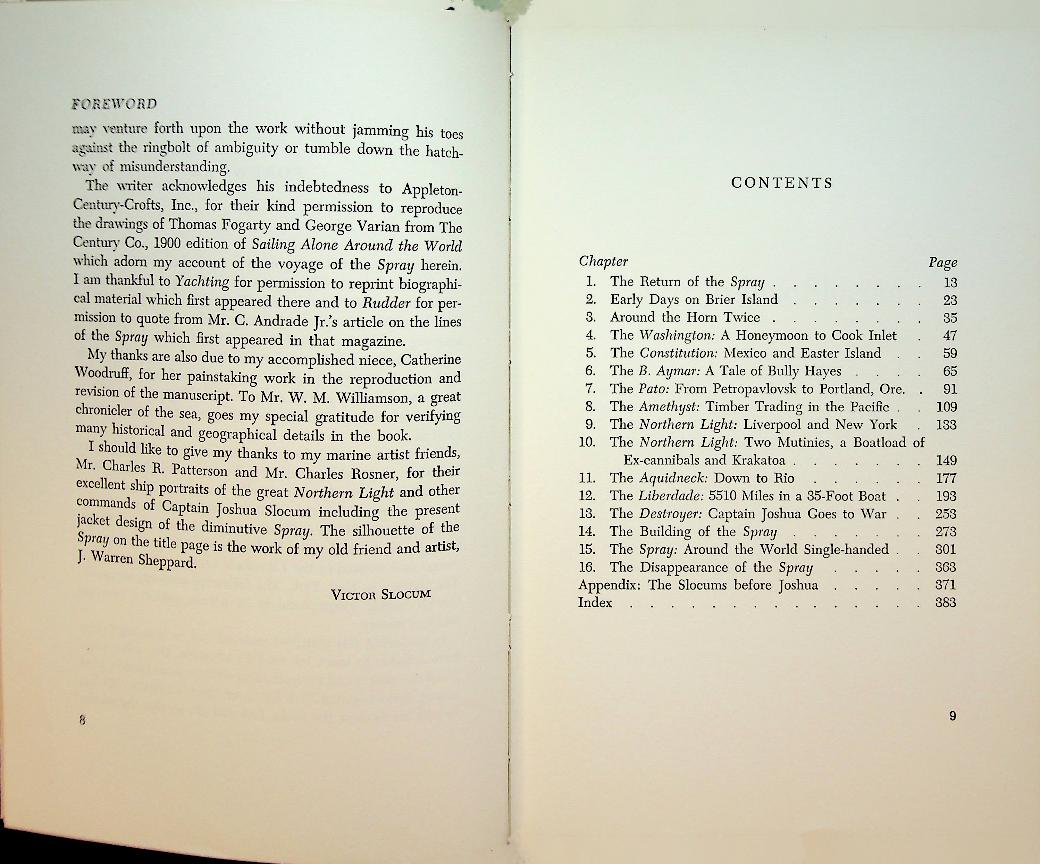 FOREWORD
may venture forth upon the work without jamming his toes
against the ringbolt of ambiguity or tumble down the hatch-
way of misunderstanding.
The writer acknowledges his indebtedness to Appleton-
Century-Crofts, Inc., for their kind permission to reproduce
the drawings of Thomas Fogarty and George Varian from The
Century Co., 1900 edition of Sailing Alone Around the World
which adorn my account of the voyage of the Spray herein.
I am thankful to Yachting for permission to reprint biographi-
cal material which first appeared there and to Rudder for per-
mission to quote from Mr. C. Andrade Jr.'s article on the lines
of the Spray which first appeared in that magazine.
My thanks are also due to my accomplished niece, Catherine
Woodruff, for her painstaking work in the reproduction and
revision of the manuscript. To Mr. W. M. Williamson, a great
chronicler of the sea, goes my special gratitude for verifying
many historical and geographical details in the book.
I should like to give my thanks to my marine artist friends,
Mr. Charles R. Patterson and Mr. Charles Rosner, for their
excellent ship portraits of the great Northern Light and other
commands of Captain Joshua Slocum including the present
jacket design of the diminutive Spray. The silhouette of the
Spray on the title page is the work of my old friend and artist,
J. Warren Sheppard.
VICTOR SLOCUM
8
CONTENTS
Chapter Page
1. The Return of the Spray . . . . . . . . 13
2. Early Days on Brier Island . . . . . . . 23
3. Around the Horn Twice . . . . . . . . 35
4. The Washington: A Honeymoon to Cook Inlet . 47
5. The Constitution: Mexico and Easter Island . . 59
6. The B. Aymar: A Tale of Bully Hayes . . . . 65
7. The Pato: From Petropavlovsk to Portland, Ore. . 91
8. The Amethyst: Timber Trading in the Pacific . . 109
9. The Northern Light: Liverpool and New York . 133
10. The Northern Light: Two Mutinies, a Boatload of
Ex-cannibals and Krakatoa . . . . . . . 149
11. The Aquidneck: Down to Rio . . . . . . 177
12. The Liberdade: 5510 Miles in a 35-Foot Boat . . 193
13. The Destroyer: Captain Joshua Goes to War . . 253
14. The Building of the Spray . . . . . . . 273
15. The Spray: Around the World Single-handed . . 301
16. The Disappearance of the Spray . . . . . 363
Appendix: The Slocums before Joshua . . . . . 371
Index . . . . . . . . . . . . . . . 383
9